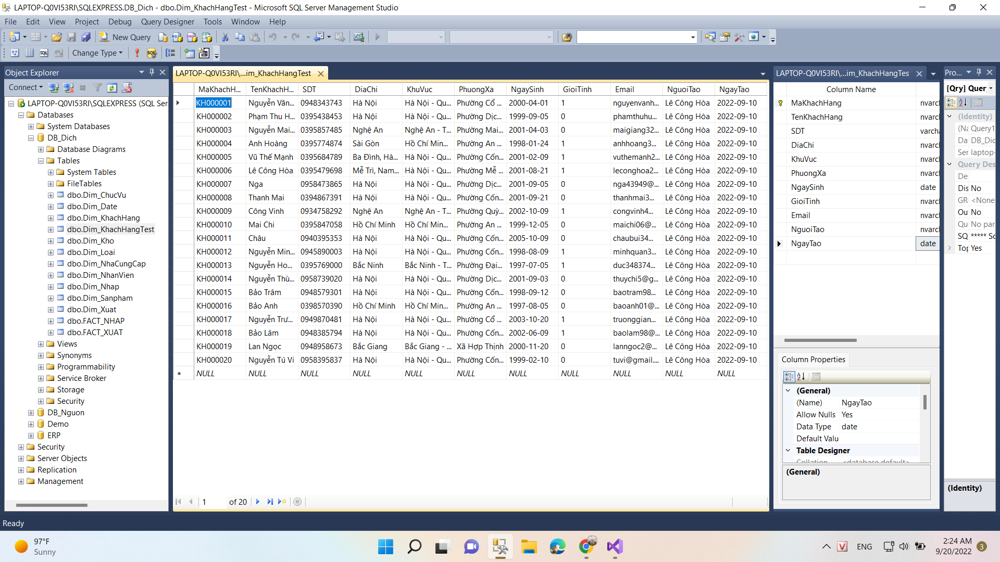 LAPTOP-Q0VI53RI\SQLEXPRESS.DB_Dich - dbo.Dim_KhachHangTest - Microsoft SQL Server Management Studio
File Edit View Project Debug Query Designer Tools Window Help
New Query
Change Type
Object Explorer
Connect
LAPTOP-Q0VI53RI\SQLEXPRESS (SQL Ser
Databases
System Databases
DB_Dich
Database Diagrams
Tables
System Tables
FileTables
dbo.Dim_ChucVu
dbo.Dim_Date
dbo.Dim_KhachHang
dbo.Dim_KhachHangTest
dbo.Dim_Kho
dbo.Dim_Loai
dbo.Dim_NhaCungCap
dbo.Dim_NhanVien
dbo.Dim_Nhap
dbo.Dim_Sanpham
dbo.Dim_Xuat
dbo.FACT_NHAP
dbo.FACT_XUAT
Views
Synonyms
Programmability
Service Broker
Storage
Security
DB_Nguon
Demo
ERP
Security
Server Objects
Replication
Management
LAPTOP-Q0VI53RI\...im_KhachHangTest
MaKhachH... TenKhachH... SDT DiaChi KhuVuc PhuongXa NgaySinh GioiTinh Email NguoiTao NgayTao
KH000001 Nguyễn Văn... 0948343743 Hà Nội Hà Nội - Qu... Phường Cổ ... 2000-04-01 1 nguyenvanh... Lê Công Hòa 2022-09-10
KH000002 Phạm Thu H... 0395438453 Hà Nội Hà Nội - Qu... Phường Dịc... 1999-09-05 0 phamthuhu... Lê Công Hòa 2022-09-10
KH000003 Nguyễn Mai... 0395857485 Nghệ An Nghệ An - T... Phường Mai... 2001-04-03 0 maigiang32... Lê Công Hòa 2022-09-10
KH000004 Anh Hoàng 0395774874 Sài Gòn Hồ Chí Min... Phường An ... 1998-01-24 1 anhhoang3... Lê Công Hòa 2022-09-10
KH000005 Vũ Thế Mạnh 0395684789 Ba Đình, Hà... Hà Nội - Qu... Phường Cốn... 2001-02-09 1 vuthemanh2... Lê Công Hòa 2022-09-10
KH000006 Lê Công Hòa 0395479698 Mễ Trì, Nam... Hà Nội - Qu... Phường Mễ ... 2001-08-21 1 leconghoa2... Lê Công Hòa 2022-09-10
KH000007 Nga 0958473865 Hà Nội Hà Nội - Qu... Phường Dịc... 2001-09-05 0 nga43949@... Lê Công Hòa 2022-09-10
KH000008 Thanh Mai 0394867391 Hà Nội Hà Nội - Qu... Phường Cốn... 2001-09-21 0 thanhmai3... Lê Công Hòa 2022-09-10
KH000009 Công Vinh 0934758292 Nghệ An Nghệ An - T... Phường Quỳ... 2002-10-09 1 congvinh4... Lê Công Hòa 2022-09-10
KH000010 Mai Chi 0395847058 Hồ Chí Minh Hồ Chí Min... Phường An ... 1999-12-05 0 maichi06@... Lê Công Hòa 2022-09-10
KH000011 Châu 0940395353 Hà Nội Hà Nội - Qu... Phường Cốn... 2005-10-09 0 chaubui34... Lê Công Hòa 2022-09-10
KH000012 Nguyễn Min... 0945890003 Hà Nội Hà Nội - Qu... Phường Cốn... 1998-08-09 1 minhquan3... Lê Công Hòa 2022-09-10
KH000013 Nguyễn Ho... 0395769000 Bắc Ninh Bắc Ninh - T... Phường Đại... 1997-07-05 1 duc348374... Lê Công Hòa 2022-09-10
KH000014 Nguyễn Thù... 0958739020 Hà Nội Hà Nội - Qu... Phường Dịc... 2001-09-03 0 thuychi5@g... Lê Công Hòa 2022-09-10
KH000015 Bảo Trâm 0948579301 Hà Nội Hà Nội - Qu... Phường Cốn... 1998-09-12 0 baotram98... Lê Công Hòa 2022-09-10
KH000016 Bảo Anh 0398570390 Hồ Chí Minh Hồ Chí Min... Phường An ... 1997-08-05 0 baoanh01@... Lê Công Hòa 2022-09-10
KH000017 Nguyễn Trư... 0949870481 Hà Nội Hà Nội - Qu... Phường Cổ ... 2003-10-20 1 truonggian... Lê Công Hòa 2022-09-10
KH000018 Bảo Lâm 0948385794 Hà Nội Hà Nội - Qu... Phường Cốn... 2002-06-09 1 baolam98@... Lê Công Hòa 2022-09-10
KH000019 Lan Ngọc 0948958673 Bắc Giang Bắc Giang - ... Xã Hợp Thịnh 2000-11-20 0 lanngoc2@... Lê Công Hòa 2022-09-10
KH000020 Nguyễn Tú Vi 0958395837 Hà Nội Hà Nội - Qu... Phường Cốn... 1999-02-10 0 tuvi@gmail.... Lê Công Hòa 2022-09-10
NULL NULL NULL NULL NULL NULL NULL NULL NULL NULL NULL
1 of 20
LAPTOP-Q0VI53RI\...im_KhachHangTest
Column Name
MaKhachHang nvarc
TenKhachHang nvarc
SDT varch
DiaChi nvarc
KhuVuc nvarc
PhuongXa nvarc
NgaySinh date
GioiTinh nvarc
Email nvarc
NguoiTao nvarc
NgayTao date
Column Properties
(General)
(Name) NgayTao
Allow Nulls Yes
Data Type date
Default Valu
Table Designer
Collation <database default>
(General)
Pro...
[Qry] Quer
(Identity)
(Na Query1
Da DB_Dic
Ser laptop-
Query Des
De
Dis No
GR <None
Ou No
Qu No par
SQ ***** Sc
Top Yes
(Identity)
Ready
97°F
Sunny
ENG
2:24 AM
9/20/2022
3